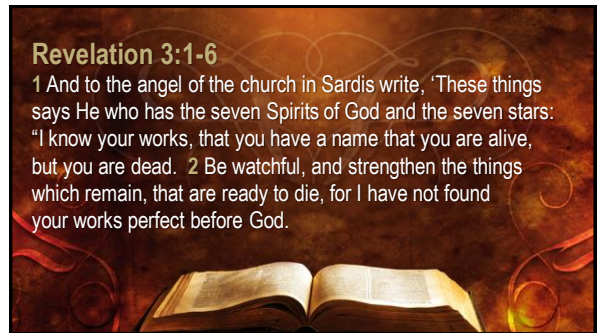 Revelation 3:1-6
1 And to the angel of the church in Sardis write, ‘These things
says He who has the seven Spirits of God and the seven stars:
“I know your works, that you have a name that you are alive,
but you are dead. 2 Be watchful, and strengthen the things
which remain, that are ready to die, for I have not found
your works perfect before God.